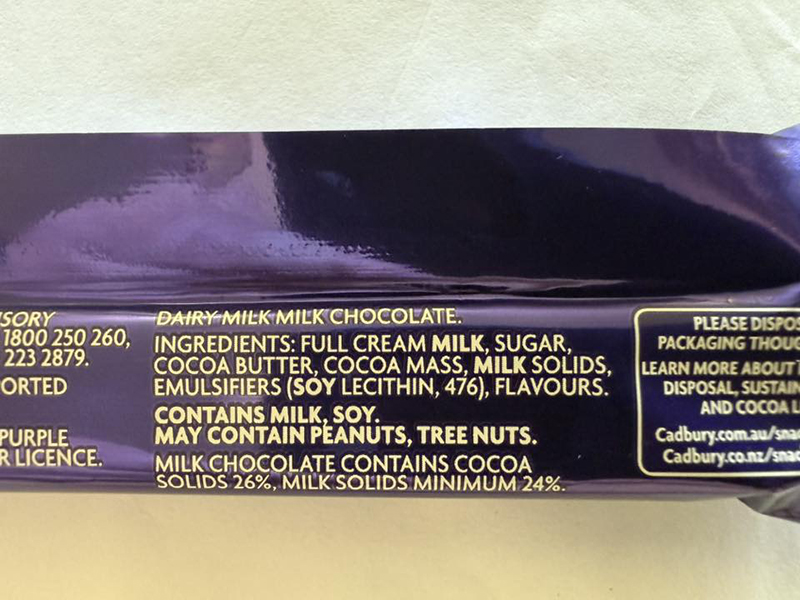 SORY
1800 250 260,
223 2879.
ORTED
PURPLE
R LICENCE.
DAIRY MILK MILK CHOCOLATE.
INGREDIENTS: FULL CREAM MILK, SUGAR,
COCOA BUTTER, COCOA MASS, MILK SOLIDS,
EMULSIFIERS (SOY LECITHIN, 476), FLAVOURS.
CONTAINS MILK, SOY.
MAY CONTAIN PEANUTS, TREE NUTS.
MILK CHOCOLATE CONTAINS COCOA
SOLIDS 26%, MILK SOLIDS MINIMUM 24%.
PLEASE DISPOS
PACKAGING THOUG
LEARN MORE ABOUT
DISPOSAL, SUSTAIN
AND COCOA L
Cadbury.com.au/snac
Cadbury.co.nz/snac